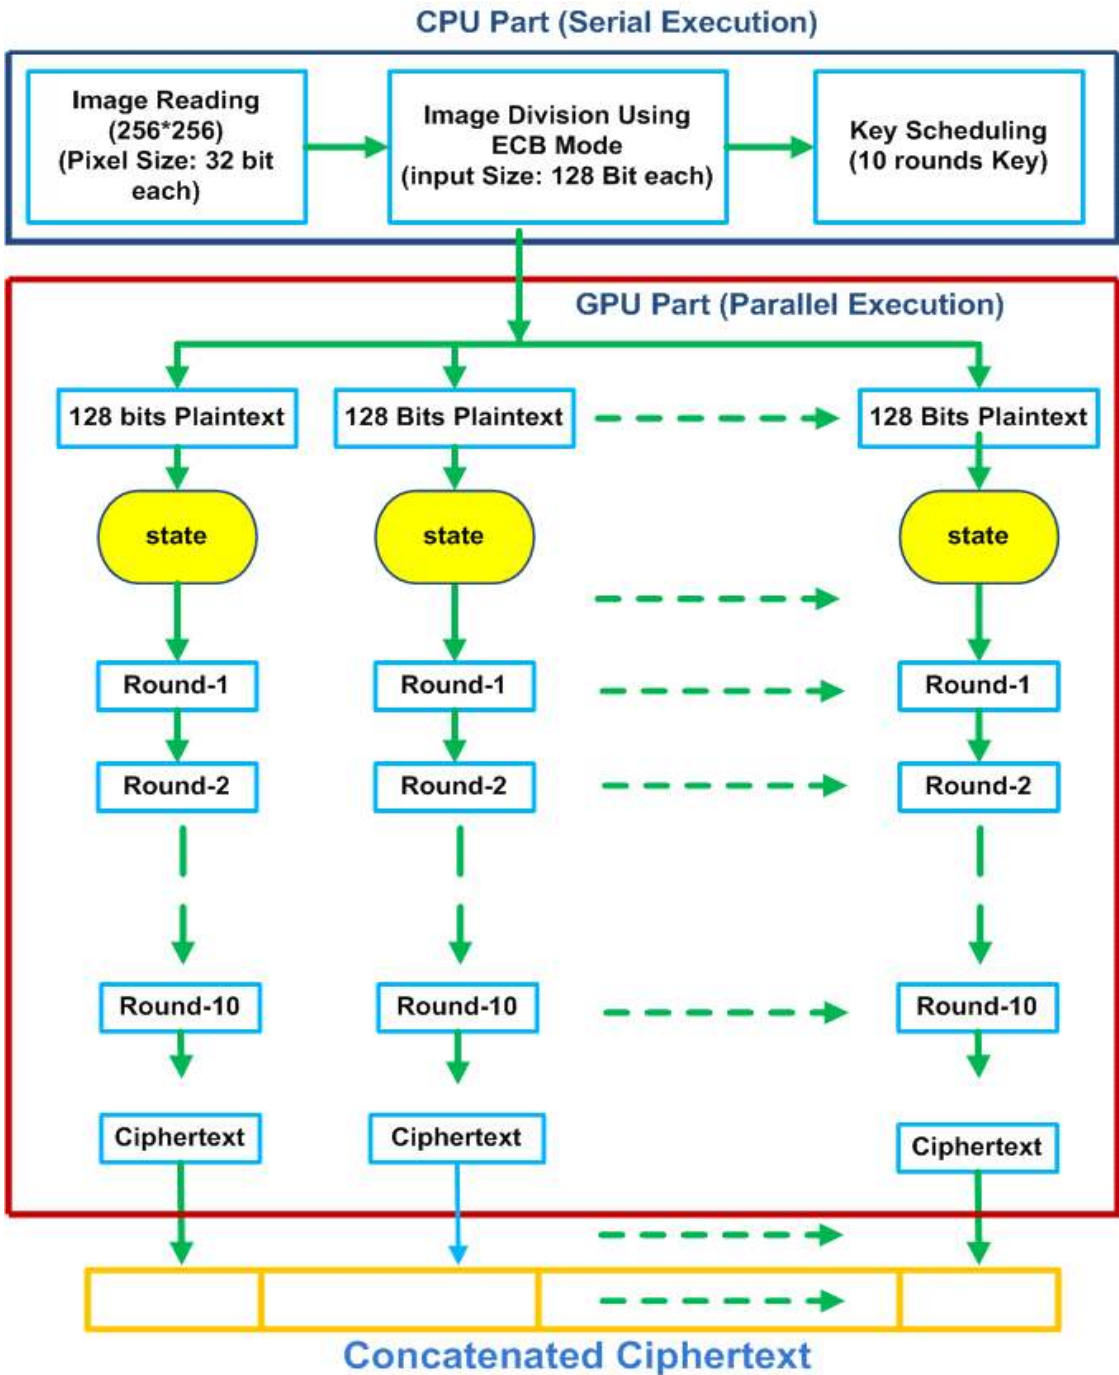 CPU Part (Serial Execution)
Image Reading
(256*256)
(Pixel Size: 32 bit
each)
Image Division Using
ECB Mode
(input Size: 128 Bit each)
Key Scheduling
(10 rounds Key)
GPU Part (Parallel Execution)
128 bits Plaintext
128 Bits Plaintext
128 Bits Plaintext
state
state
state
Round-1
Round-1
Round-1
Round-2
Round-2
Round-2
Round-10
Round-10
Round-10
Ciphertext
Ciphertext
Ciphertext
Concatenated Ciphertext